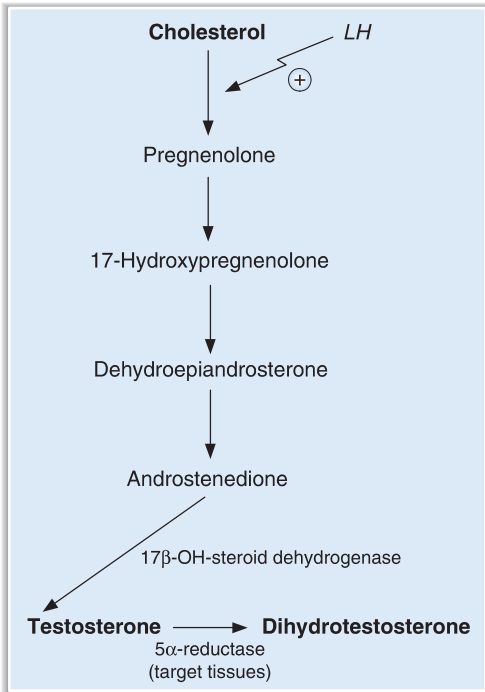 Cholesterol
LH
+
Pregnenolone
17-Hydroxypregnenolone
Dehydroepiandrosterone
Androstenedione
17β-OH-steroid dehydrogenase
Testosterone
Dihydrotestosterone
5α-reductase
(target tissues)